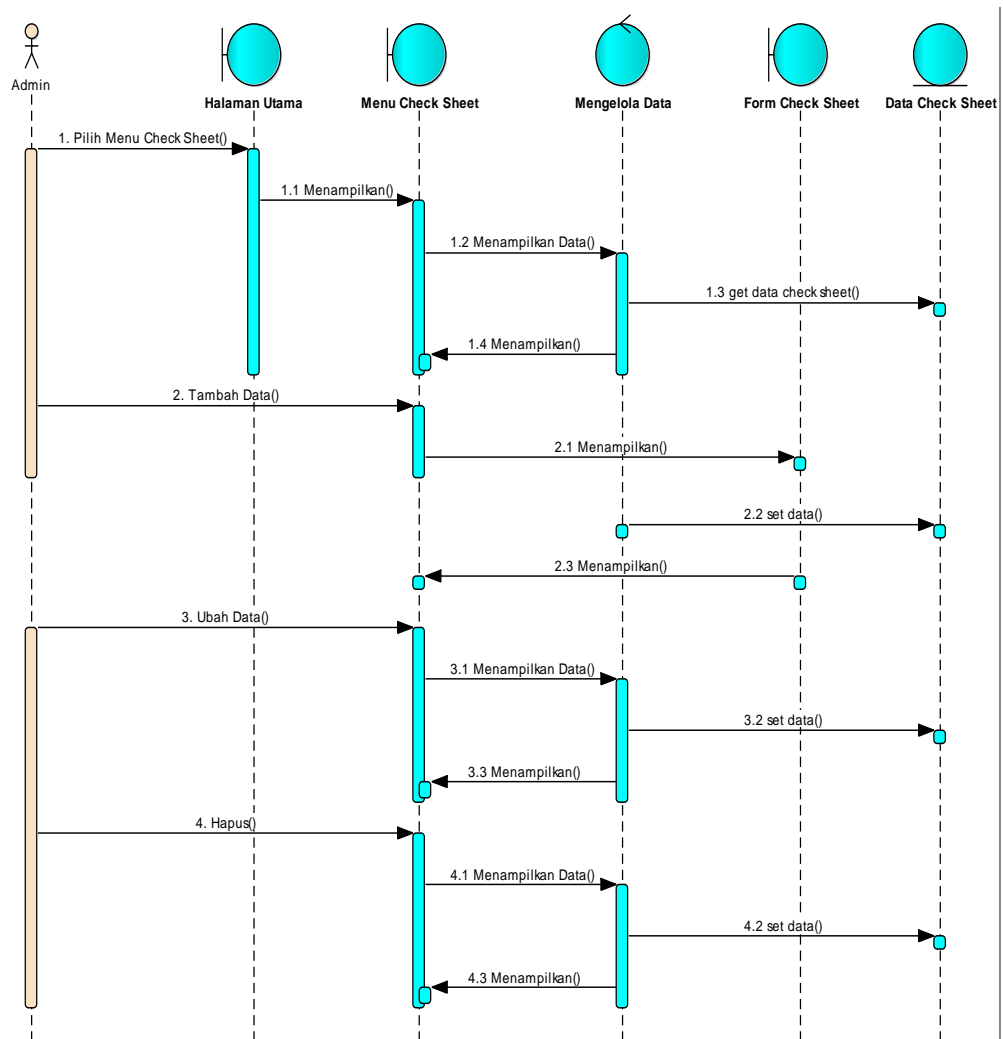 Admin
Halaman Utama
Menu Check Sheet
Mengelola Data
Form Check Sheet
Data Check Sheet
1. Pilih Menu Check Sheet()
1.1 Menampilkan()
1.2 Menampilkan Data()
1.3 get data check sheet()
1.4 Menampilkan()
2. Tambah Data()
2.1 Menampilkan()
2.2 set data()
2.3 Menampilkan()
3. Ubah Data()
3.1 Menampilkan Data()
3.2 set data()
3.3 Menampilkan()
4. Hapus()
4.1 Menampilkan Data()
4.2 set data()
4.3 Menampilkan()